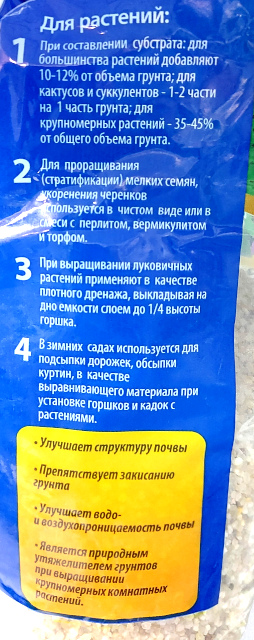 Для растений:
1 При составлении субстрата: для
большинства растений добавляют
10-12% от объема грунта; для
кактусов и суккулентов - 1-2 части
на 1 часть грунта; для
крупномерных растений - 35-45%
от общего объема грунта.
2 Для проращивания
(стратификации) мелких семян,
укоренения черенков
используется в чистом виде или в
смеси с перлитом, вермикулитом
и торфом.
3 При выращивании луковичных
растений применяют в качестве
плотного дренажа, выкладывая на
дно емкости слоем до 1/4 высоты
горшка.
4 В зимних садах используется для
подсыпки дорожек, обсыпки
куртин, в качестве
выравнивающего материала при
установке горшков и кадок с
растениями.
• Улучшает структуру почвы
• Препятствует закисанию
грунта
• Улучшает водо-
и воздухопроницаемость почвы
• Является природным
утяжелителем грунтов
при выращивании
крупномерных комнатных
растений.